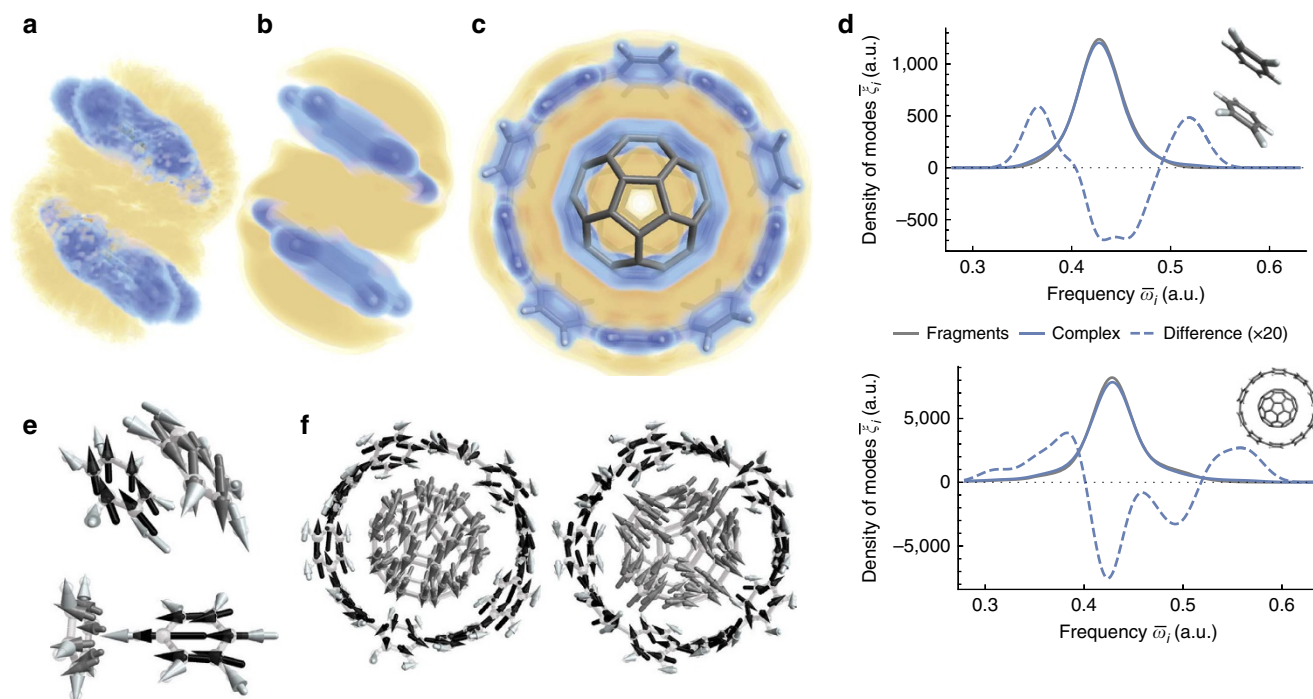 a
b
c
d
Density of modes ξ̅i (a.u.)
1,000
500
0
–500
0.3 0.4 0.5 0.6
Frequency ω̅i (a.u.)
Fragments Complex Difference (×20)
Density of modes ξ̅i (a.u.)
5,000
0
–5,000
0.3 0.4 0.5 0.6
Frequency ω̅i (a.u.)
e
f